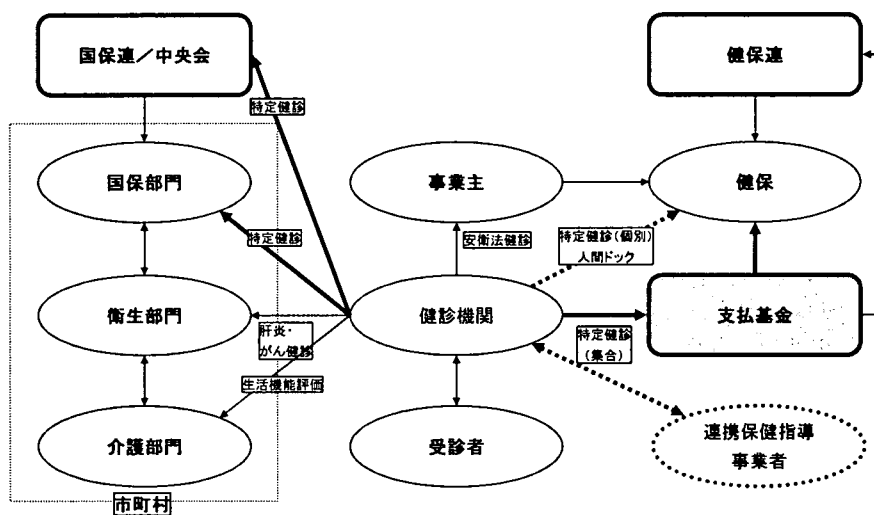 国保連／中央会
健保連
特定健診
国保部門
事業主
健保
特定健診
安衛法健診
特定健診(個別)
人間ドック
衛生部門
肝炎・
がん健診
健診機関
支払基金
特定健診
(集合)
生活機能評価
介護部門
受診者
連携保健指導
事業者
市町村